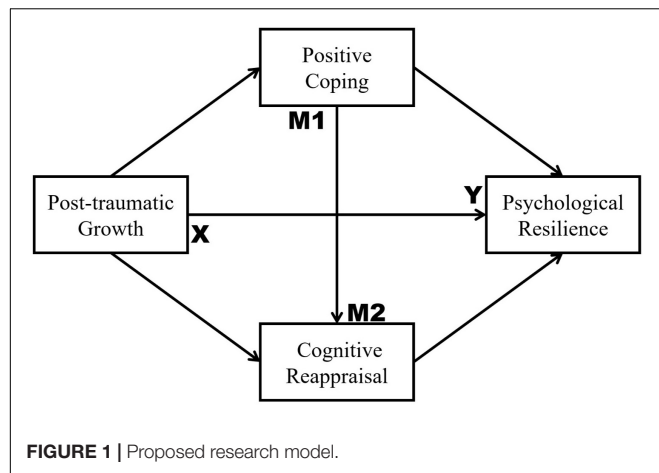 Positive
Coping
M1
Post-traumatic
Growth
X
Y
Psychological
Resilience
M2
Cognitive
Reappraisal
FIGURE 1 | Proposed research model.